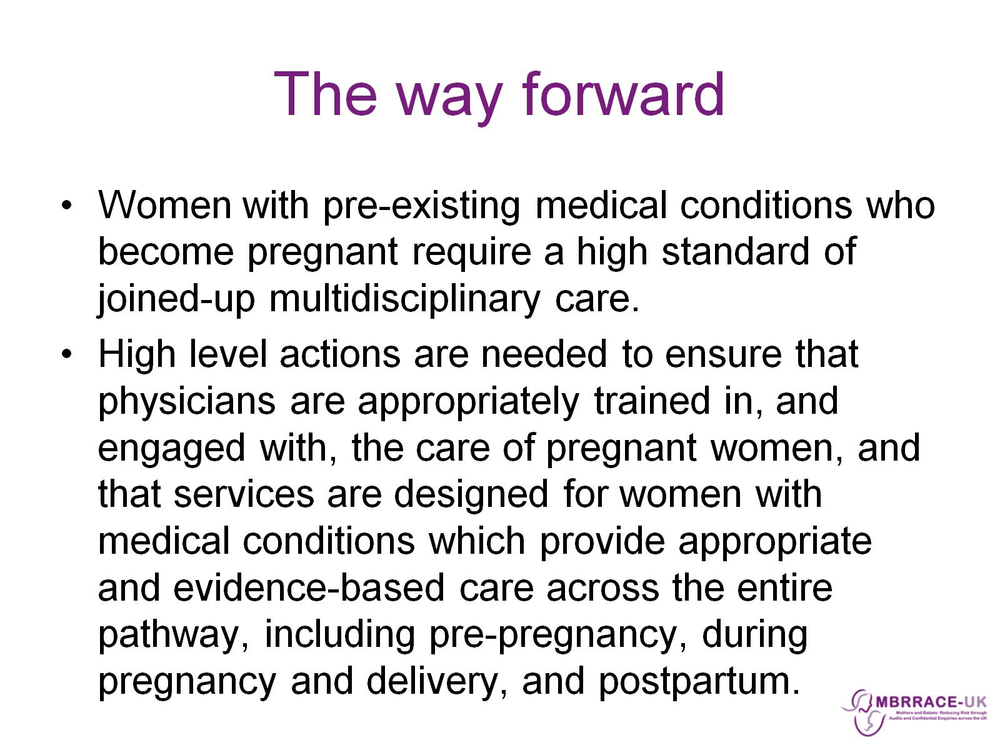 The way forward
• Women with pre-existing medical conditions who
become pregnant require a high standard of
joined-up multidisciplinary care.
• High level actions are needed to ensure that
physicians are appropriately trained in, and
engaged with, the care of pregnant women, and
that services are designed for women with
medical conditions which provide appropriate
and evidence-based care across the entire
pathway, including pre-pregnancy, during
pregnancy and delivery, and postpartum.
MBRRACE-UK
Mothers and Babies: Reducing Risk through
Audits and Confidential Enquiries across the UK